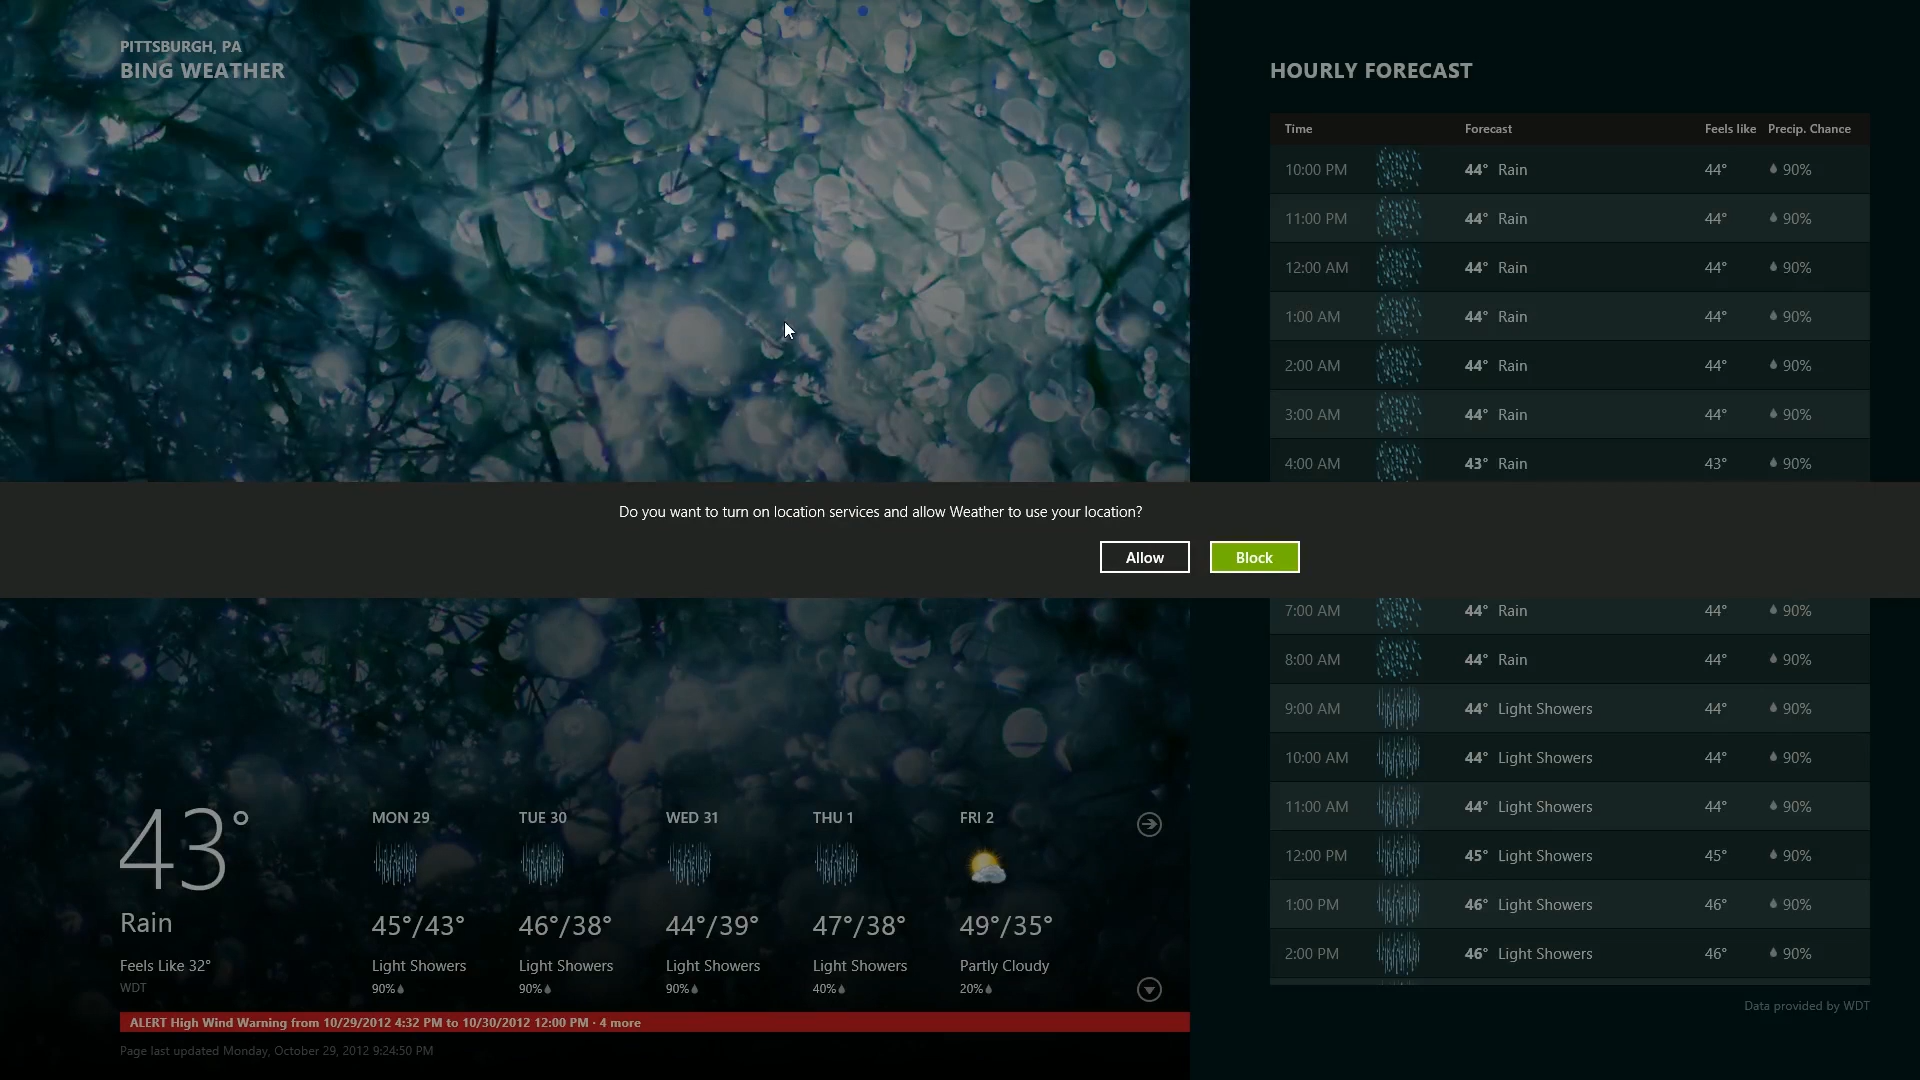 PITTSBURGH, PA
BING WEATHER
HOURLY FORECAST
Time Forecast Feels like Precip. Chance
10:00 PM 44° Rain 44° 90%
11:00 PM 44° Rain 44° 90%
12:00 AM 44° Rain 44° 90%
1:00 AM 44° Rain 44° 90%
2:00 AM 44° Rain 44° 90%
3:00 AM 44° Rain 44° 90%
4:00 AM 43° Rain 43° 90%
Do you want to turn on location services and allow Weather to use your location?
Allow Block
7:00 AM 44° Rain 44° 90%
8:00 AM 44° Rain 44° 90%
9:00 AM 44° Light Showers 44° 90%
10:00 AM 44° Light Showers 44° 90%
11:00 AM 44° Light Showers 44° 90%
12:00 PM 45° Light Showers 45° 90%
1:00 PM 46° Light Showers 46° 90%
2:00 PM 46° Light Showers 46° 90%
Data provided by WDT
43°
Rain
Feels Like 32°
WDT
MON 29 TUE 30 WED 31 THU 1 FRI 2
45°/43° 46°/38° 44°/39° 47°/38° 49°/35°
Light Showers Light Showers Light Showers Light Showers Partly Cloudy
90% 90% 90% 40% 20%
ALERT High Wind Warning from 10/29/2012 4:32 PM to 10/30/2012 12:00 PM · 4 more
Page last updated Monday, October 29, 2012 9:24:50 PM